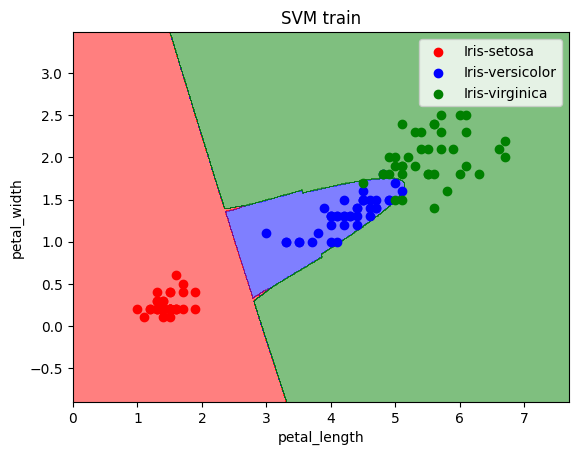 SVM train
Iris-setosa
Iris-versicolor
Iris-virginica
petal_width
3.0
2.5
2.0
1.5
1.0
0.5
0.0
−0.5
0 1 2 3 4 5 6 7
petal_length